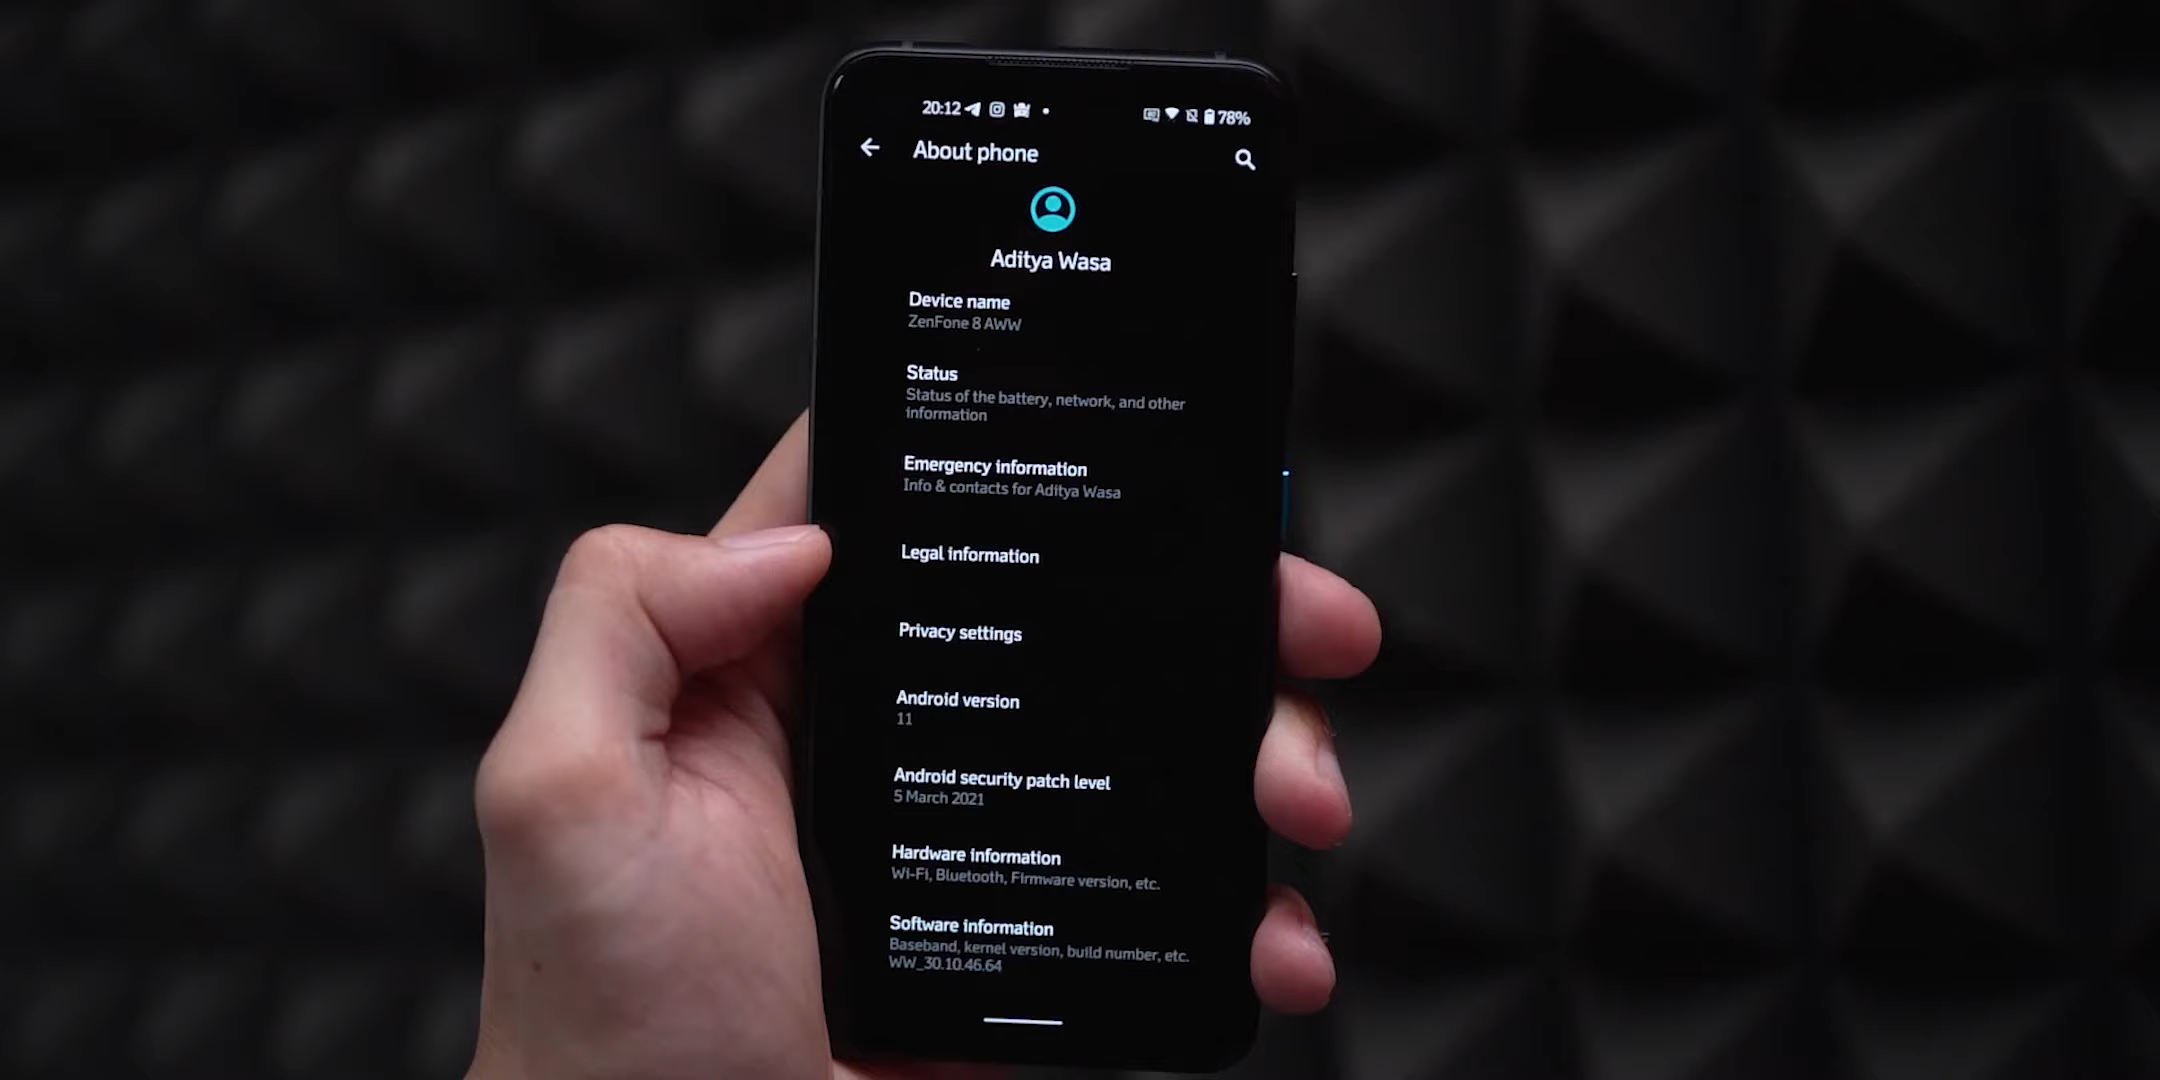 20:12
78%
About phone
Aditya Wasa
Device name
ZenFone 8 AWW
Status
Status of the battery, network, and other
information
Emergency information
Info & contacts for Aditya Wasa
Legal information
Privacy settings
Android version
11
Android security patch level
5 March 2021
Hardware information
Wi-Fi, Bluetooth, Firmware version, etc.
Software information
Baseband, kernel version, build number, etc.
WW_30.10.46.64